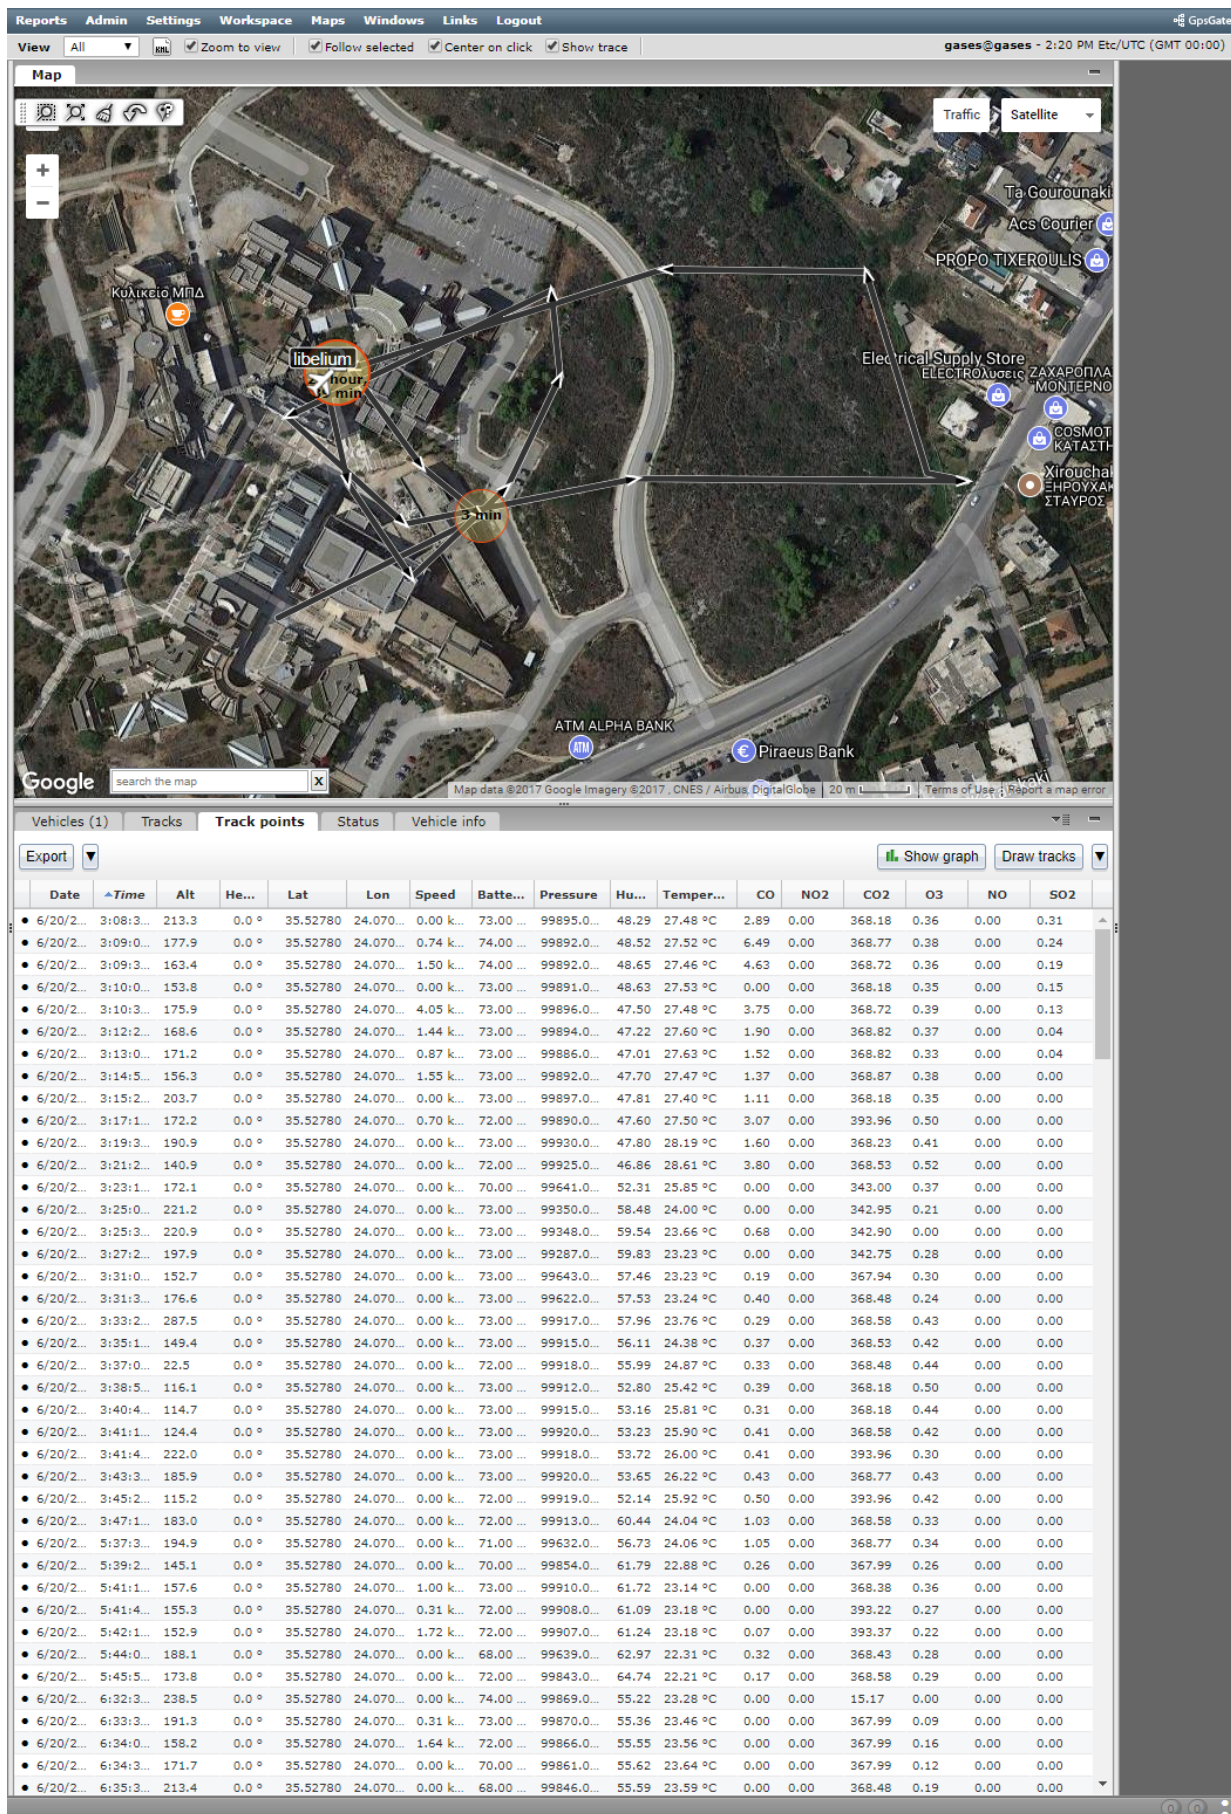 Reports Admin Settings Workspace Maps Windows Links Logout GpsGate
View All KML Zoom to view Follow selected Center on click Show trace gases@gases - 2:20 PM Etc/UTC (GMT 00:00)
Map
Traffic Satellite
+
−
Ta Gourounaki
Acs Courier
PROPO TIXEROULIS
Κυλικείο ΜΠΔ
libelium
hour,
min
Electrical Supply Store
ELECTROλυσεις
ΖΑΧΑΡΟΠΛΑ
"ΜΟΝΤΕΡΝΟ
COSMOT
ΚΑΤΑΣΤΗ
Xirouchak
ΞΗΡΟΥΧΑΚ
ΣΤΑΥΡΟΣ
3 min
ATM ALPHA BANK
ATM
€ Piraeus Bank
Google search the map X
Map data ©2017 Google Imagery ©2017 , CNES / Airbus, DigitalGlobe 20 m Terms of Use Report a map error
Vehicles (1) Tracks Track points Status Vehicle info
Export Show graph Draw tracks
Date Time Alt He... Lat Lon Speed Batte... Pressure Hu... Temper... CO NO2 CO2 O3 NO SO2
6/20/2... 3:08:3... 213.3 0.0 ° 35.52780 24.070... 0.00 k... 73.00 ... 99895.0... 48.29 27.48 °C 2.89 0.00 368.18 0.36 0.00 0.31
6/20/2... 3:09:0... 177.9 0.0 ° 35.52780 24.070... 0.74 k... 74.00 ... 99892.0... 48.52 27.52 °C 6.49 0.00 368.77 0.38 0.00 0.24
6/20/2... 3:09:3... 163.4 0.0 ° 35.52780 24.070... 1.50 k... 74.00 ... 99892.0... 48.65 27.46 °C 4.63 0.00 368.72 0.36 0.00 0.19
6/20/2... 3:10:0... 153.8 0.0 ° 35.52780 24.070... 0.00 k... 73.00 ... 99891.0... 48.63 27.53 °C 0.00 0.00 368.18 0.35 0.00 0.15
6/20/2... 3:10:3... 175.9 0.0 ° 35.52780 24.070... 4.05 k... 73.00 ... 99896.0... 47.50 27.48 °C 3.75 0.00 368.72 0.39 0.00 0.13
6/20/2... 3:12:2... 168.6 0.0 ° 35.52780 24.070... 1.44 k... 73.00 ... 99894.0... 47.22 27.60 °C 1.90 0.00 368.82 0.37 0.00 0.04
6/20/2... 3:13:0... 171.2 0.0 ° 35.52780 24.070... 0.87 k... 73.00 ... 99886.0... 47.01 27.63 °C 1.52 0.00 368.82 0.33 0.00 0.04
6/20/2... 3:14:5... 156.3 0.0 ° 35.52780 24.070... 1.55 k... 73.00 ... 99892.0... 47.70 27.47 °C 1.37 0.00 368.87 0.38 0.00 0.00
6/20/2... 3:15:2... 203.7 0.0 ° 35.52780 24.070... 0.00 k... 73.00 ... 99897.0... 47.81 27.40 °C 1.11 0.00 368.18 0.35 0.00 0.00
6/20/2... 3:17:1... 172.2 0.0 ° 35.52780 24.070... 0.70 k... 72.00 ... 99890.0... 47.60 27.50 °C 3.07 0.00 393.96 0.50 0.00 0.00
6/20/2... 3:19:3... 190.9 0.0 ° 35.52780 24.070... 0.00 k... 73.00 ... 99930.0... 47.80 28.19 °C 1.60 0.00 368.23 0.41 0.00 0.00
6/20/2... 3:21:2... 140.9 0.0 ° 35.52780 24.070... 0.00 k... 72.00 ... 99925.0... 46.86 28.61 °C 3.80 0.00 368.53 0.52 0.00 0.00
6/20/2... 3:23:1... 172.1 0.0 ° 35.52780 24.070... 0.00 k... 70.00 ... 99641.0... 52.31 25.85 °C 0.00 0.00 343.00 0.37 0.00 0.00
6/20/2... 3:25:0... 221.2 0.0 ° 35.52780 24.070... 0.00 k... 73.00 ... 99350.0... 58.48 24.00 °C 0.00 0.00 342.95 0.21 0.00 0.00
6/20/2... 3:25:3... 220.9 0.0 ° 35.52780 24.070... 0.00 k... 73.00 ... 99348.0... 59.54 23.66 °C 0.68 0.00 342.90 0.00 0.00 0.00
6/20/2... 3:27:2... 197.9 0.0 ° 35.52780 24.070... 0.00 k... 73.00 ... 99287.0... 59.83 23.23 °C 0.00 0.00 342.75 0.28 0.00 0.00
6/20/2... 3:31:0... 152.7 0.0 ° 35.52780 24.070... 0.00 k... 73.00 ... 99643.0... 57.46 23.23 °C 0.19 0.00 367.94 0.30 0.00 0.00
6/20/2... 3:31:3... 176.6 0.0 ° 35.52780 24.070... 0.00 k... 73.00 ... 99622.0... 57.53 23.24 °C 0.40 0.00 368.48 0.24 0.00 0.00
6/20/2... 3:33:2... 287.5 0.0 ° 35.52780 24.070... 0.00 k... 73.00 ... 99917.0... 57.96 23.76 °C 0.29 0.00 368.58 0.43 0.00 0.00
6/20/2... 3:35:1... 149.4 0.0 ° 35.52780 24.070... 0.00 k... 73.00 ... 99915.0... 56.11 24.38 °C 0.37 0.00 368.53 0.42 0.00 0.00
6/20/2... 3:37:0... 22.5 0.0 ° 35.52780 24.070... 0.00 k... 72.00 ... 99918.0... 55.99 24.87 °C 0.33 0.00 368.48 0.44 0.00 0.00
6/20/2... 3:38:5... 116.1 0.0 ° 35.52780 24.070... 0.00 k... 73.00 ... 99912.0... 52.80 25.42 °C 0.39 0.00 368.18 0.50 0.00 0.00
6/20/2... 3:40:4... 114.7 0.0 ° 35.52780 24.070... 0.00 k... 73.00 ... 99915.0... 53.16 25.81 °C 0.31 0.00 368.18 0.44 0.00 0.00
6/20/2... 3:41:1... 124.4 0.0 ° 35.52780 24.070... 0.00 k... 73.00 ... 99920.0... 53.23 25.90 °C 0.41 0.00 368.58 0.42 0.00 0.00
6/20/2... 3:41:4... 222.0 0.0 ° 35.52780 24.070... 0.00 k... 73.00 ... 99918.0... 53.72 26.00 °C 0.41 0.00 393.96 0.30 0.00 0.00
6/20/2... 3:43:3... 185.9 0.0 ° 35.52780 24.070... 0.00 k... 73.00 ... 99920.0... 53.65 26.22 °C 0.43 0.00 368.77 0.43 0.00 0.00
6/20/2... 3:45:2... 115.2 0.0 ° 35.52780 24.070... 0.00 k... 72.00 ... 99919.0... 52.14 25.92 °C 0.50 0.00 393.96 0.42 0.00 0.00
6/20/2... 3:47:1... 183.0 0.0 ° 35.52780 24.070... 0.00 k... 72.00 ... 99913.0... 60.44 24.04 °C 1.03 0.00 368.58 0.33 0.00 0.00
6/20/2... 5:37:3... 194.9 0.0 ° 35.52780 24.070... 0.00 k... 71.00 ... 99632.0... 56.73 24.06 °C 1.05 0.00 368.77 0.34 0.00 0.00
6/20/2... 5:39:2... 145.1 0.0 ° 35.52780 24.070... 0.00 k... 70.00 ... 99854.0... 61.79 22.88 °C 0.26 0.00 367.99 0.26 0.00 0.00
6/20/2... 5:41:1... 157.6 0.0 ° 35.52780 24.070... 1.00 k... 73.00 ... 99910.0... 61.72 23.14 °C 0.00 0.00 368.38 0.36 0.00 0.00
6/20/2... 5:41:4... 155.3 0.0 ° 35.52780 24.070... 0.31 k... 72.00 ... 99908.0... 61.09 23.18 °C 0.00 0.00 393.22 0.27 0.00 0.00
6/20/2... 5:42:1... 152.9 0.0 ° 35.52780 24.070... 1.72 k... 72.00 ... 99907.0... 61.24 23.18 °C 0.07 0.00 393.37 0.22 0.00 0.00
6/20/2... 5:44:0... 188.1 0.0 ° 35.52780 24.070... 0.00 k... 68.00 ... 99639.0... 62.97 22.31 °C 0.32 0.00 368.43 0.28 0.00 0.00
6/20/2... 5:45:5... 173.8 0.0 ° 35.52780 24.070... 0.00 k... 72.00 ... 99843.0... 64.74 22.21 °C 0.17 0.00 368.58 0.29 0.00 0.00
6/20/2... 6:32:3... 238.5 0.0 ° 35.52780 24.070... 0.00 k... 74.00 ... 99869.0... 55.22 23.28 °C 0.00 0.00 15.17 0.00 0.00 0.00
6/20/2... 6:33:3... 191.3 0.0 ° 35.52780 24.070... 0.31 k... 73.00 ... 99870.0... 55.36 23.46 °C 0.00 0.00 367.99 0.09 0.00 0.00
6/20/2... 6:34:0... 158.2 0.0 ° 35.52780 24.070... 1.64 k... 72.00 ... 99866.0... 55.55 23.56 °C 0.00 0.00 367.99 0.16 0.00 0.00
6/20/2... 6:34:3... 171.7 0.0 ° 35.52780 24.070... 0.00 k... 70.00 ... 99861.0... 55.62 23.64 °C 0.00 0.00 367.99 0.12 0.00 0.00
6/20/2... 6:35:3... 213.4 0.0 ° 35.52780 24.070... 0.00 k... 68.00 ... 99846.0... 55.59 23.59 °C 0.00 0.00 368.48 0.19 0.00 0.00
0 0